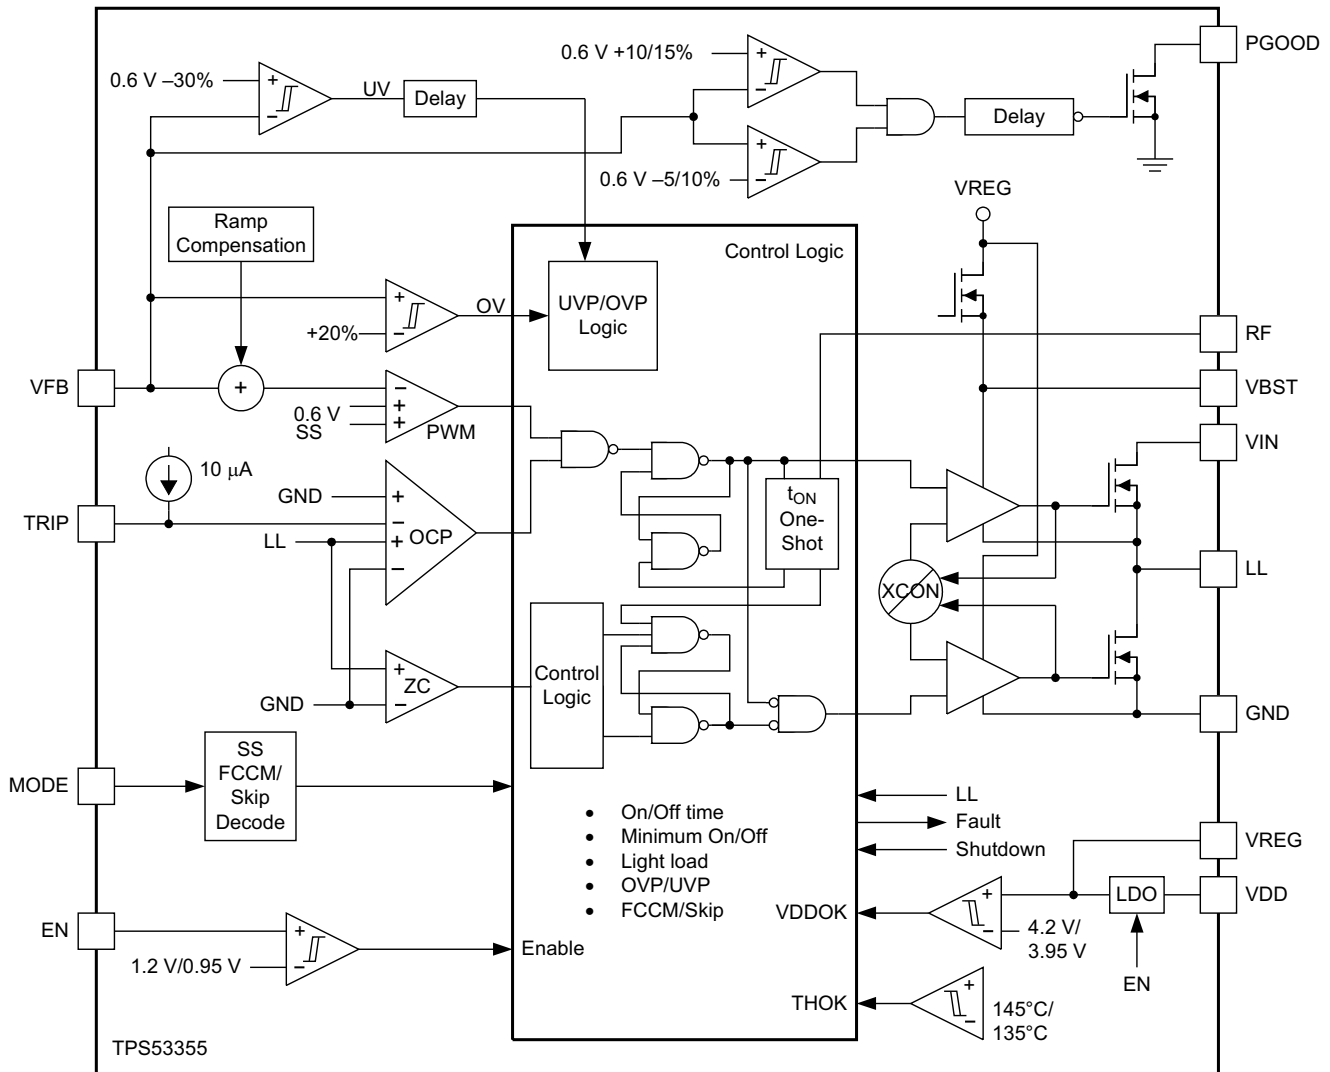 PGOOD
0.6 V +10/15%
0.6 V –30%
UV
Delay
Delay
0.6 V –5/10%
VREG
Ramp
Compensation
Control Logic
UVP/OVP
Logic
OV
+20%
RF
VFB
+
0.6 V
SS
PWM
VBST
VIN
10 μA
GND
TRIP
LL
OCP
tON
One-
Shot
XCON
LL
Control
Logic
ZC
GND
GND
MODE
SS
FCCM/
Skip
Decode
• On/Off time
• Minimum On/Off
• Light load
• OVP/UVP
• FCCM/Skip
LL
Fault
Shutdown
VREG
VDDOK
LDO
VDD
4.2 V/
3.95 V
EN
EN
1.2 V/0.95 V
Enable
THOK
145°C/
135°C
TPS53355